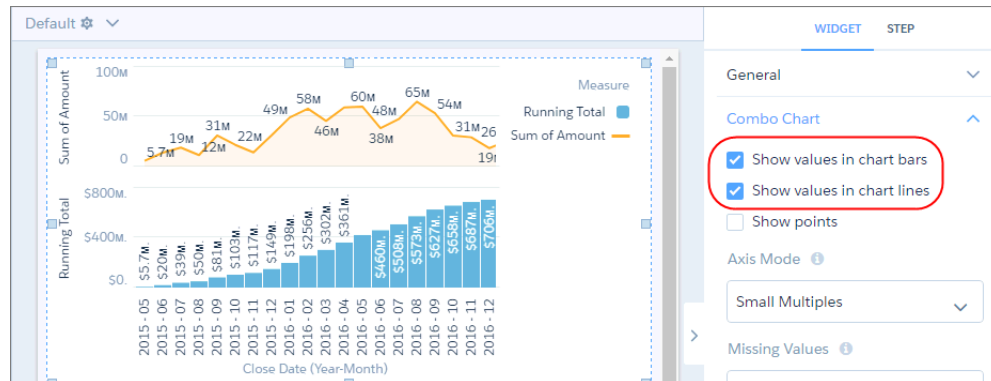 Default
WIDGET STEP
General
Combo Chart
Show values in chart bars
Show values in chart lines
Show points
Axis Mode
Small Multiples
Missing Values
Sum of Amount
100M
50M
0
5.7M 19M 12M 31M 22M 49M 58M 46M 60M 38M 48M 65M 54M 31M 26 19
Measure
Running Total
Sum of Amount
Running Total
$800M.
$400M.
$0.
$5.7M. $20M. $39M. $50M. $81M. $103M. $117M. $149M. $198M. $256M. $302M. $361M. $460M. $508M. $573M. $627M. $658M. $687M. $706M.
2015 - 05 2015 - 06 2015 - 07 2015 - 08 2015 - 09 2015 - 10 2015 - 11 2015 - 12 2016 - 01 2016 - 02 2016 - 03 2016 - 04 2016 - 05 2016 - 06 2016 - 07 2016 - 08 2016 - 09 2016 - 10 2016 - 11 2016 - 12
Close Date (Year-Month)